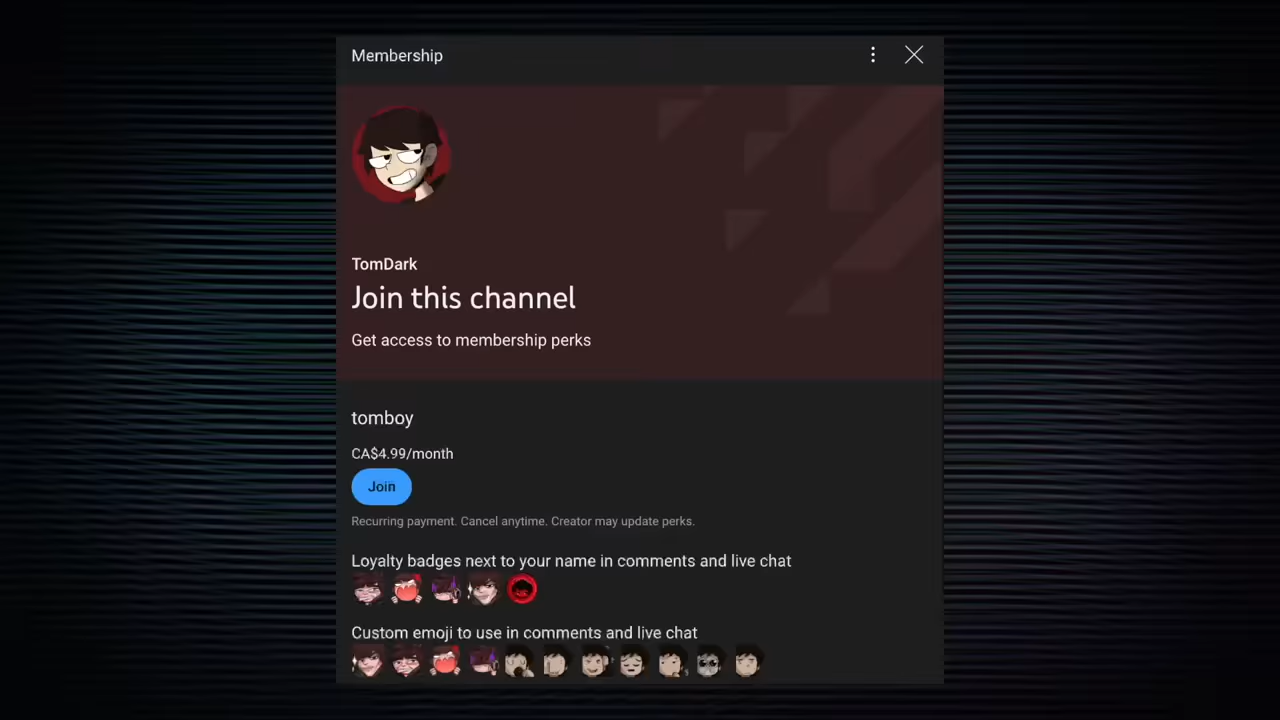 Membership
TomDark
Join this channel
Get access to membership perks
tomboy
CA$4.99/month
Join
Recurring payment. Cancel anytime. Creator may update perks.
Loyalty badges next to your name in comments and live chat
Custom emoji to use in comments and live chat